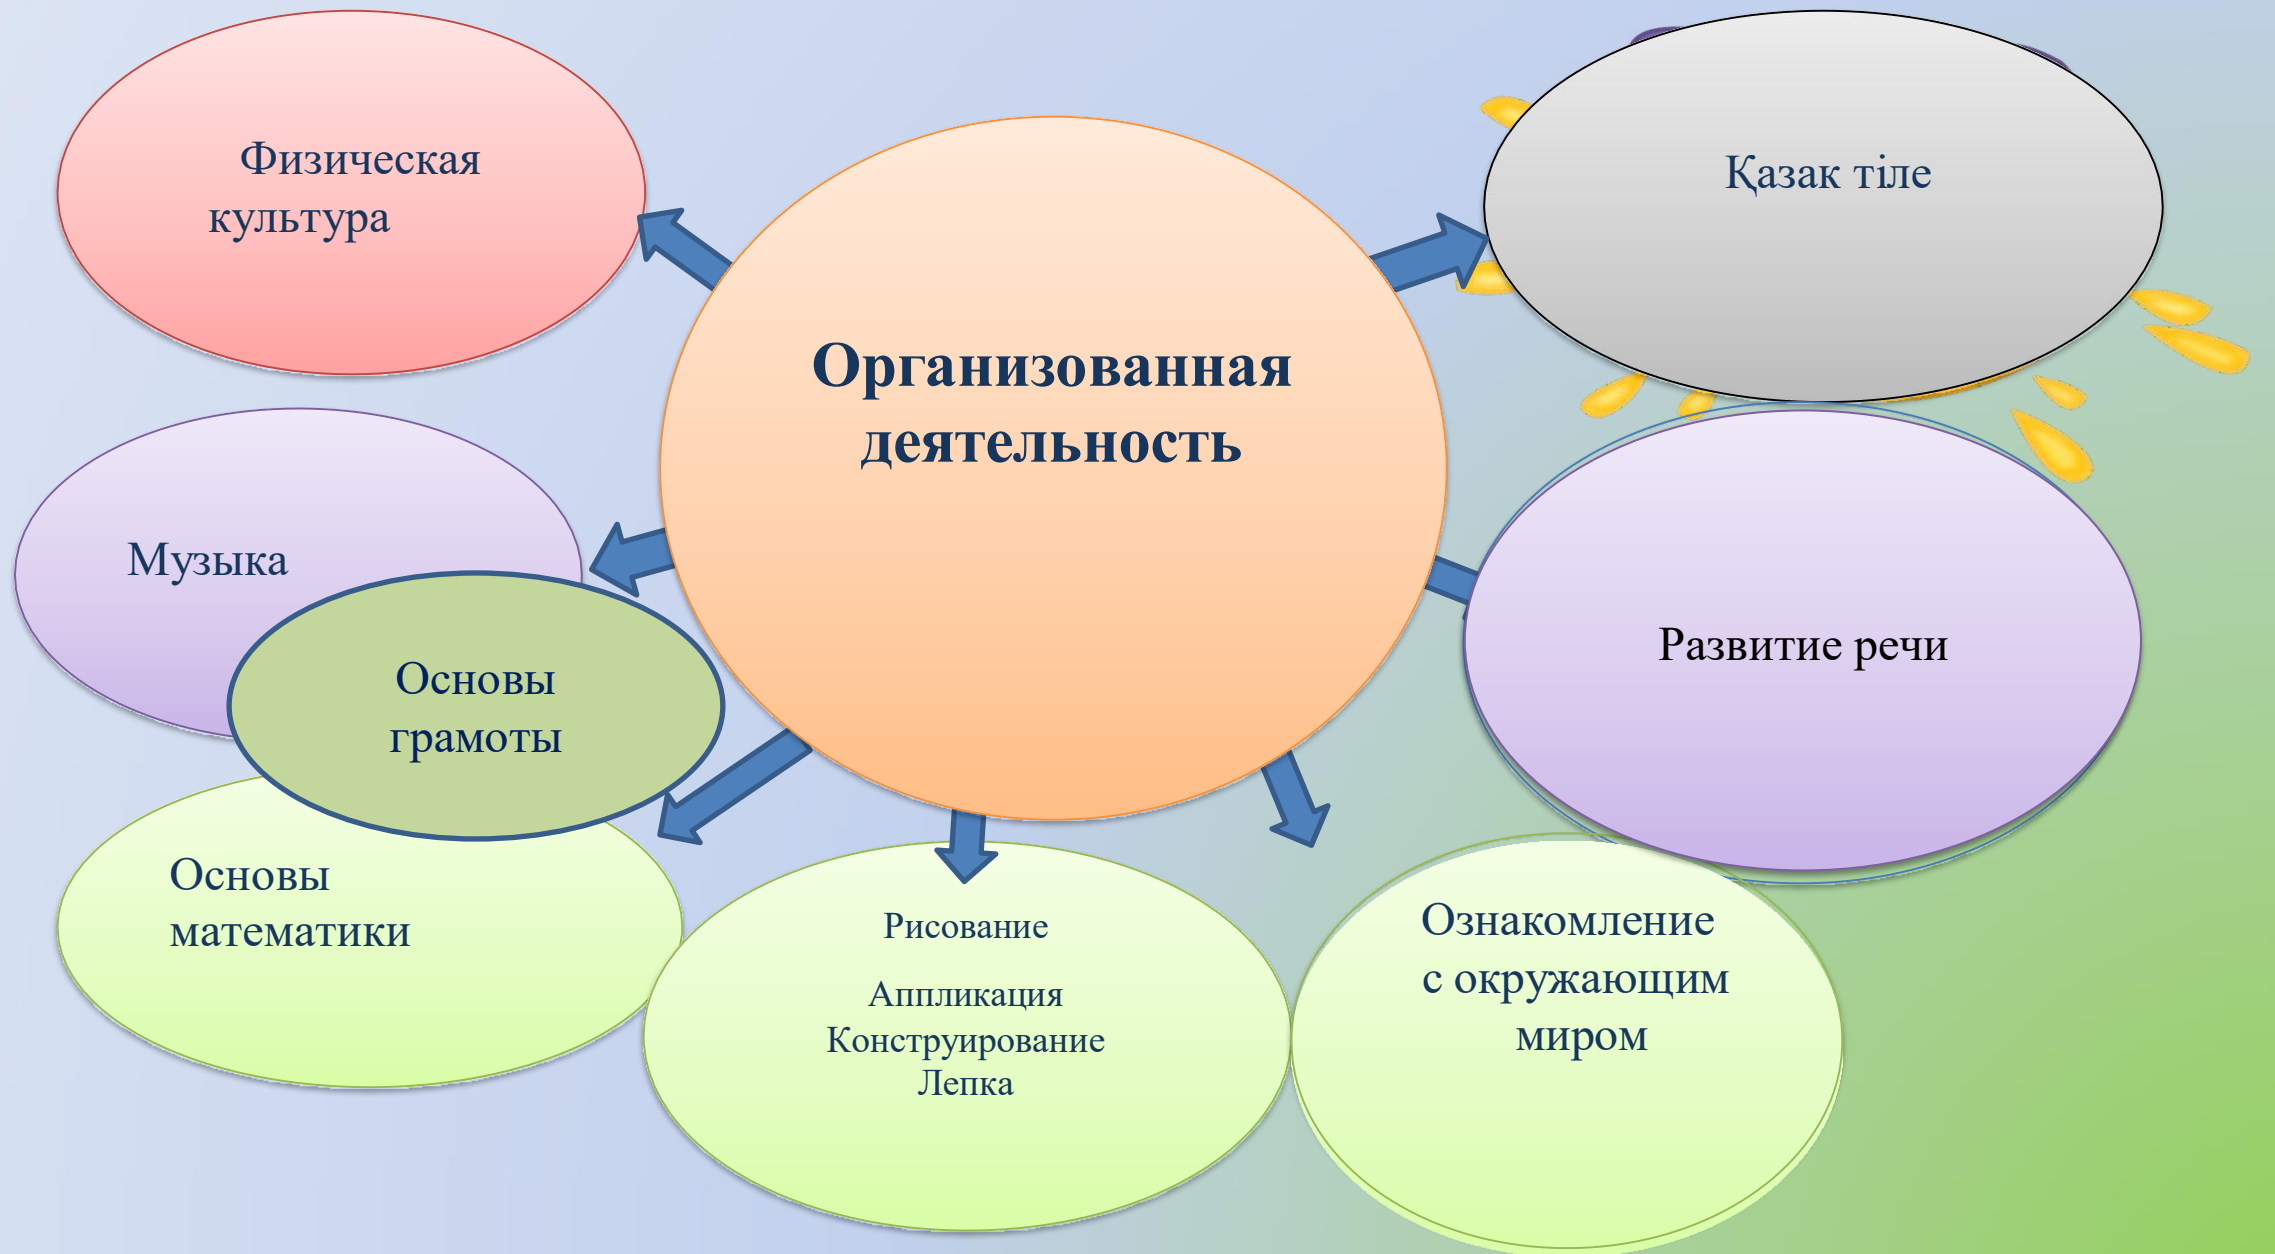 Физическая
культура
Қазак тіле
Организованная
деятельность
Музыка
Основы
грамоты
Развитие речи
Основы
математики
Рисование
Аппликация
Конструирование
Лепка
Ознакомление
с окружающим
миром